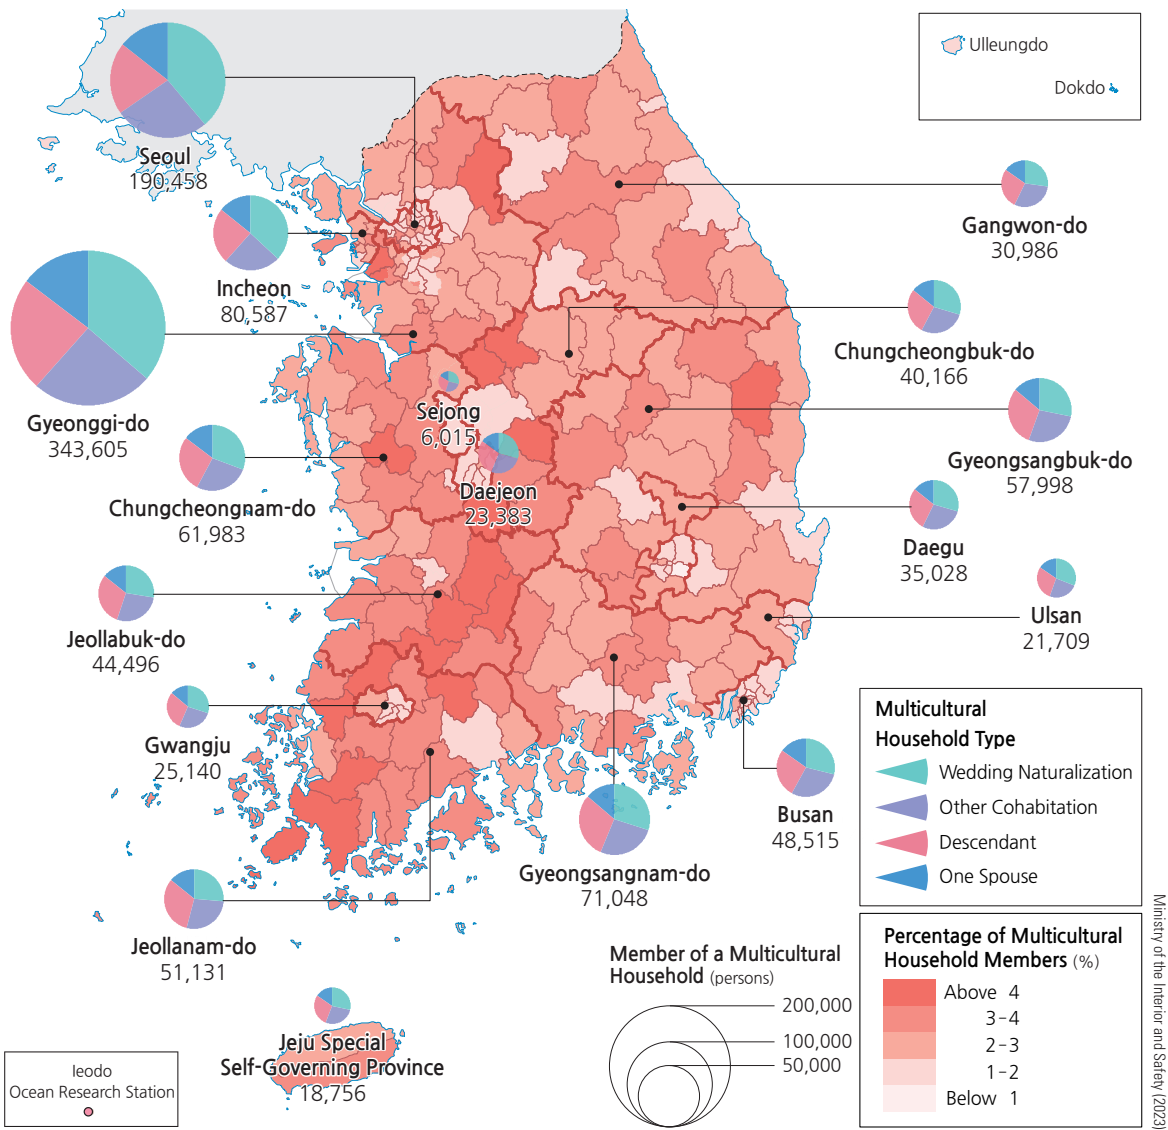 Ulleungdo
Dokdo
Seoul
190,458
Incheon
80,587
Gyeonggi-do
343,605
Chungcheongnam-do
61,983
Jeollabuk-do
44,496
Gwangju
25,140
Jeollanam-do
51,131
Jeju Special
Self-Governing Province
18,756
Ieodo
Ocean Research Station
Sejong
6,015
Daejeon
23,383
Gangwon-do
30,986
Chungcheongbuk-do
40,166
Gyeongsangbuk-do
57,998
Daegu
35,028
Ulsan
21,709
Busan
48,515
Gyeongsangnam-do
71,048
Multicultural
Household Type
Wedding Naturalization
Other Cohabitation
Descendant
One Spouse
Member of a Multicultural
Household (persons)
200,000
100,000
50,000
Percentage of Multicultural
Household Members (%)
Above 4
3-4
2-3
1-2
Below 1
Ministry of the Interior and Safety (2023)